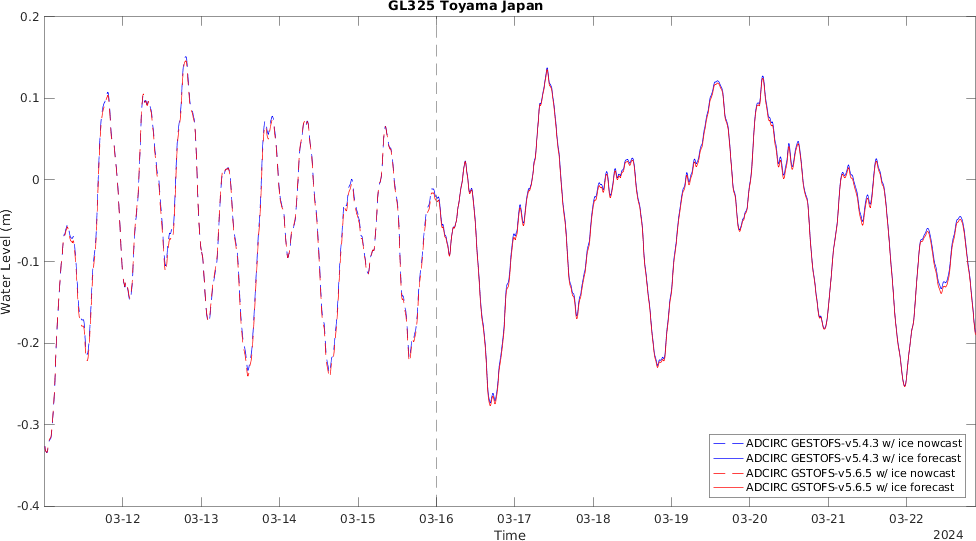 GL325 Toyama Japan
0.2
0.1
0
-0.1
-0.2
-0.3
-0.4
Water Level (m)
ADCIRC GESTOFS-v5.4.3 w/ ice nowcast
ADCIRC GESTOFS-v5.4.3 w/ ice forecast
ADCIRC GSTOFS-v5.6.5 w/ ice nowcast
ADCIRC GSTOFS-v5.6.5 w/ ice forecast
03-12 03-13 03-14 03-15 03-16 03-17 03-18 03-19 03-20 03-21 03-22
Time
2024